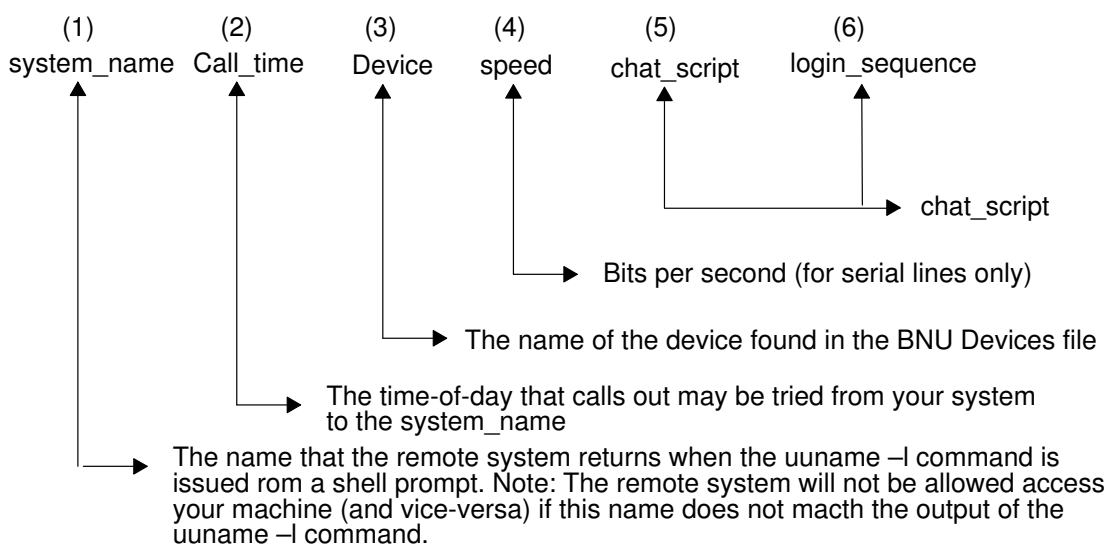 (1) (2) (3) (4) (5) (6)
system_name Call_time Device speed chat_script login_sequence
chat_script
Bits per second (for serial lines only)
The name of the device found in the BNU Devices file
The time-of-day that calls out may be tried from your system
to the system_name
The name that the remote system returns when the uuname –l command is
issued rom a shell prompt. Note: The remote system will not be allowed access
your machine (and vice-versa) if this name does not macth the output of the
uuname –l command.